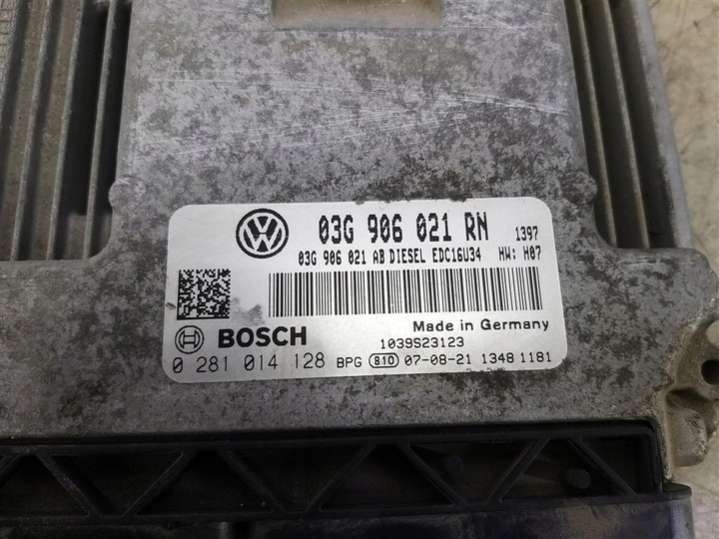 03G 906 021 RN 1397
03G 906 021 AB DIESEL EDC16U34 HW: H07
Made in Germany
BOSCH 1039S23123
0 281 014 128 BPG 810 07-08-21 1348 1181